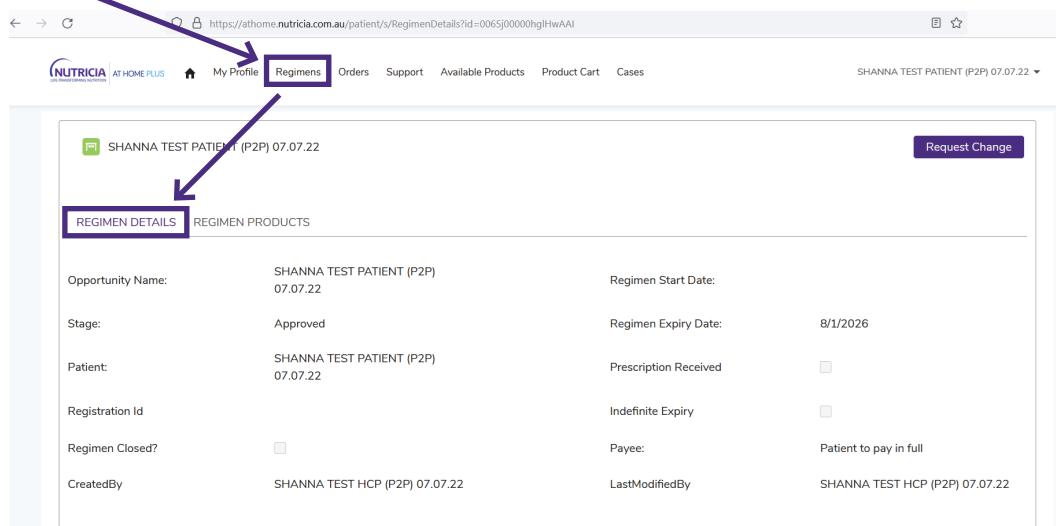 https://athome.nutricia.com.au/patient/s/RegimenDetails?id=0065j00000hglHwAAI
NUTRICIA AT HOME PLUS
LIFE-TRANSFORMING NUTRITION
My Profile Regimens Orders Support Available Products Product Cart Cases SHANNA TEST PATIENT (P2P) 07.07.22
SHANNA TEST PATIENT (P2P) 07.07.22 Request Change
REGIMEN DETAILS REGIMEN PRODUCTS
Opportunity Name: SHANNA TEST PATIENT (P2P) Regimen Start Date:
07.07.22
Stage: Approved Regimen Expiry Date: 8/1/2026
Patient: SHANNA TEST PATIENT (P2P) Prescription Received
07.07.22
Registration Id Indefinite Expiry
Regimen Closed? Payee: Patient to pay in full
CreatedBy SHANNA TEST HCP (P2P) 07.07.22 LastModifiedBy SHANNA TEST HCP (P2P) 07.07.22